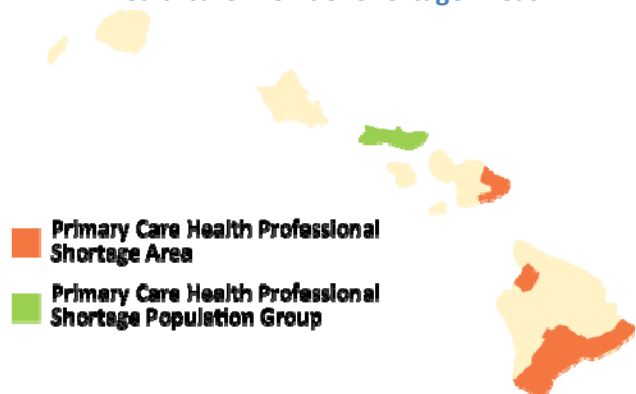 Primary Care Health Professional
Shortage Area
Primary Care Health Professional
Shortage Population Group